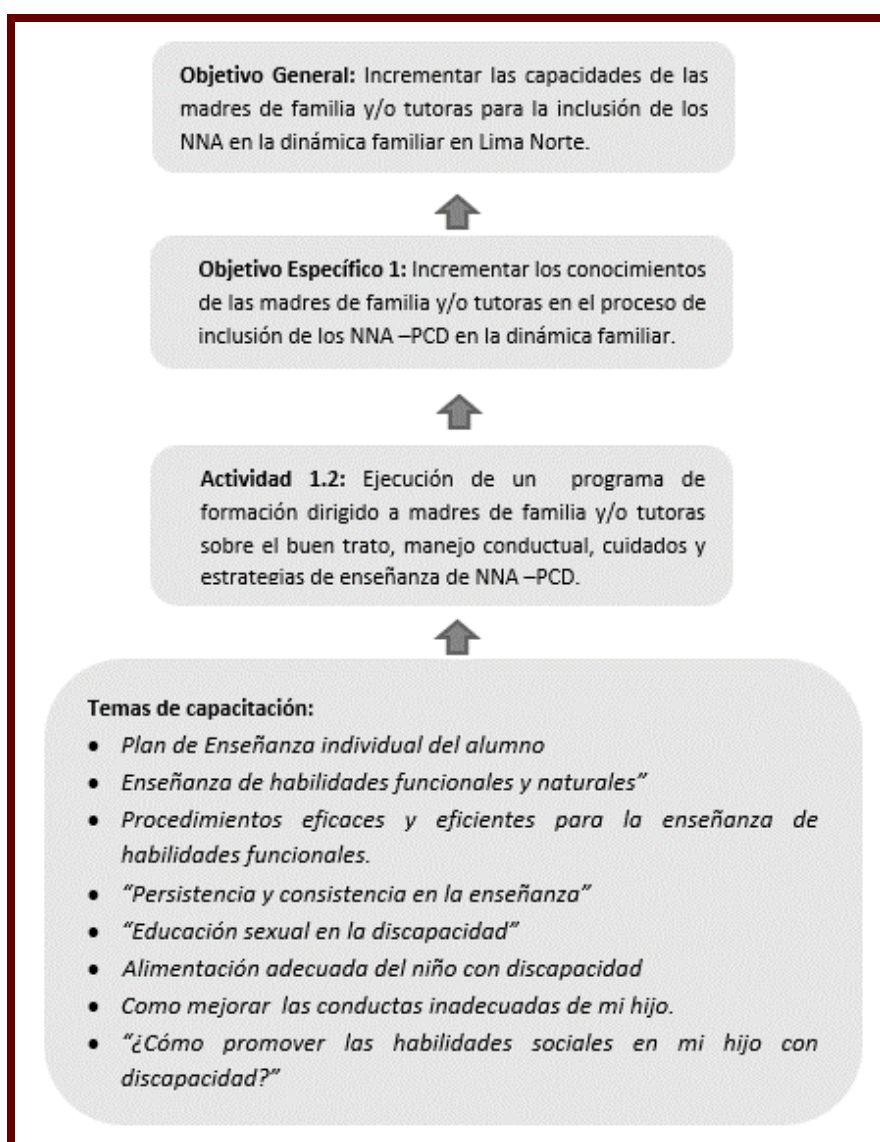 Objetivo General: Incrementar las capacidades de las
madres de familia y/o tutoras para la inclusión de los
NNA en la dinámica familiar en Lima Norte.
Objetivo Específico 1: Incrementar los conocimientos
de las madres de familia y/o tutoras en el proceso de
inclusión de los NNA –PCD en la dinámica familiar.
Actividad 1.2: Ejecución de un programa de
formación dirigido a madres de familia y/o tutoras
sobre el buen trato, manejo conductual, cuidados y
estrategias de enseñanza de NNA –PCD.
Temas de capacitación:
• Plan de Enseñanza individual del alumno
• Enseñanza de habilidades funcionales y naturales”
• Procedimientos eficaces y eficientes para la enseñanza de
habilidades funcionales.
• “Persistencia y consistencia en la enseñanza”
• “Educación sexual en la discapacidad”
• Alimentación adecuada del niño con discapacidad
• Como mejorar las conductas inadecuadas de mi hijo.
• “¿Cómo promover las habilidades sociales en mi hijo con
discapacidad?”